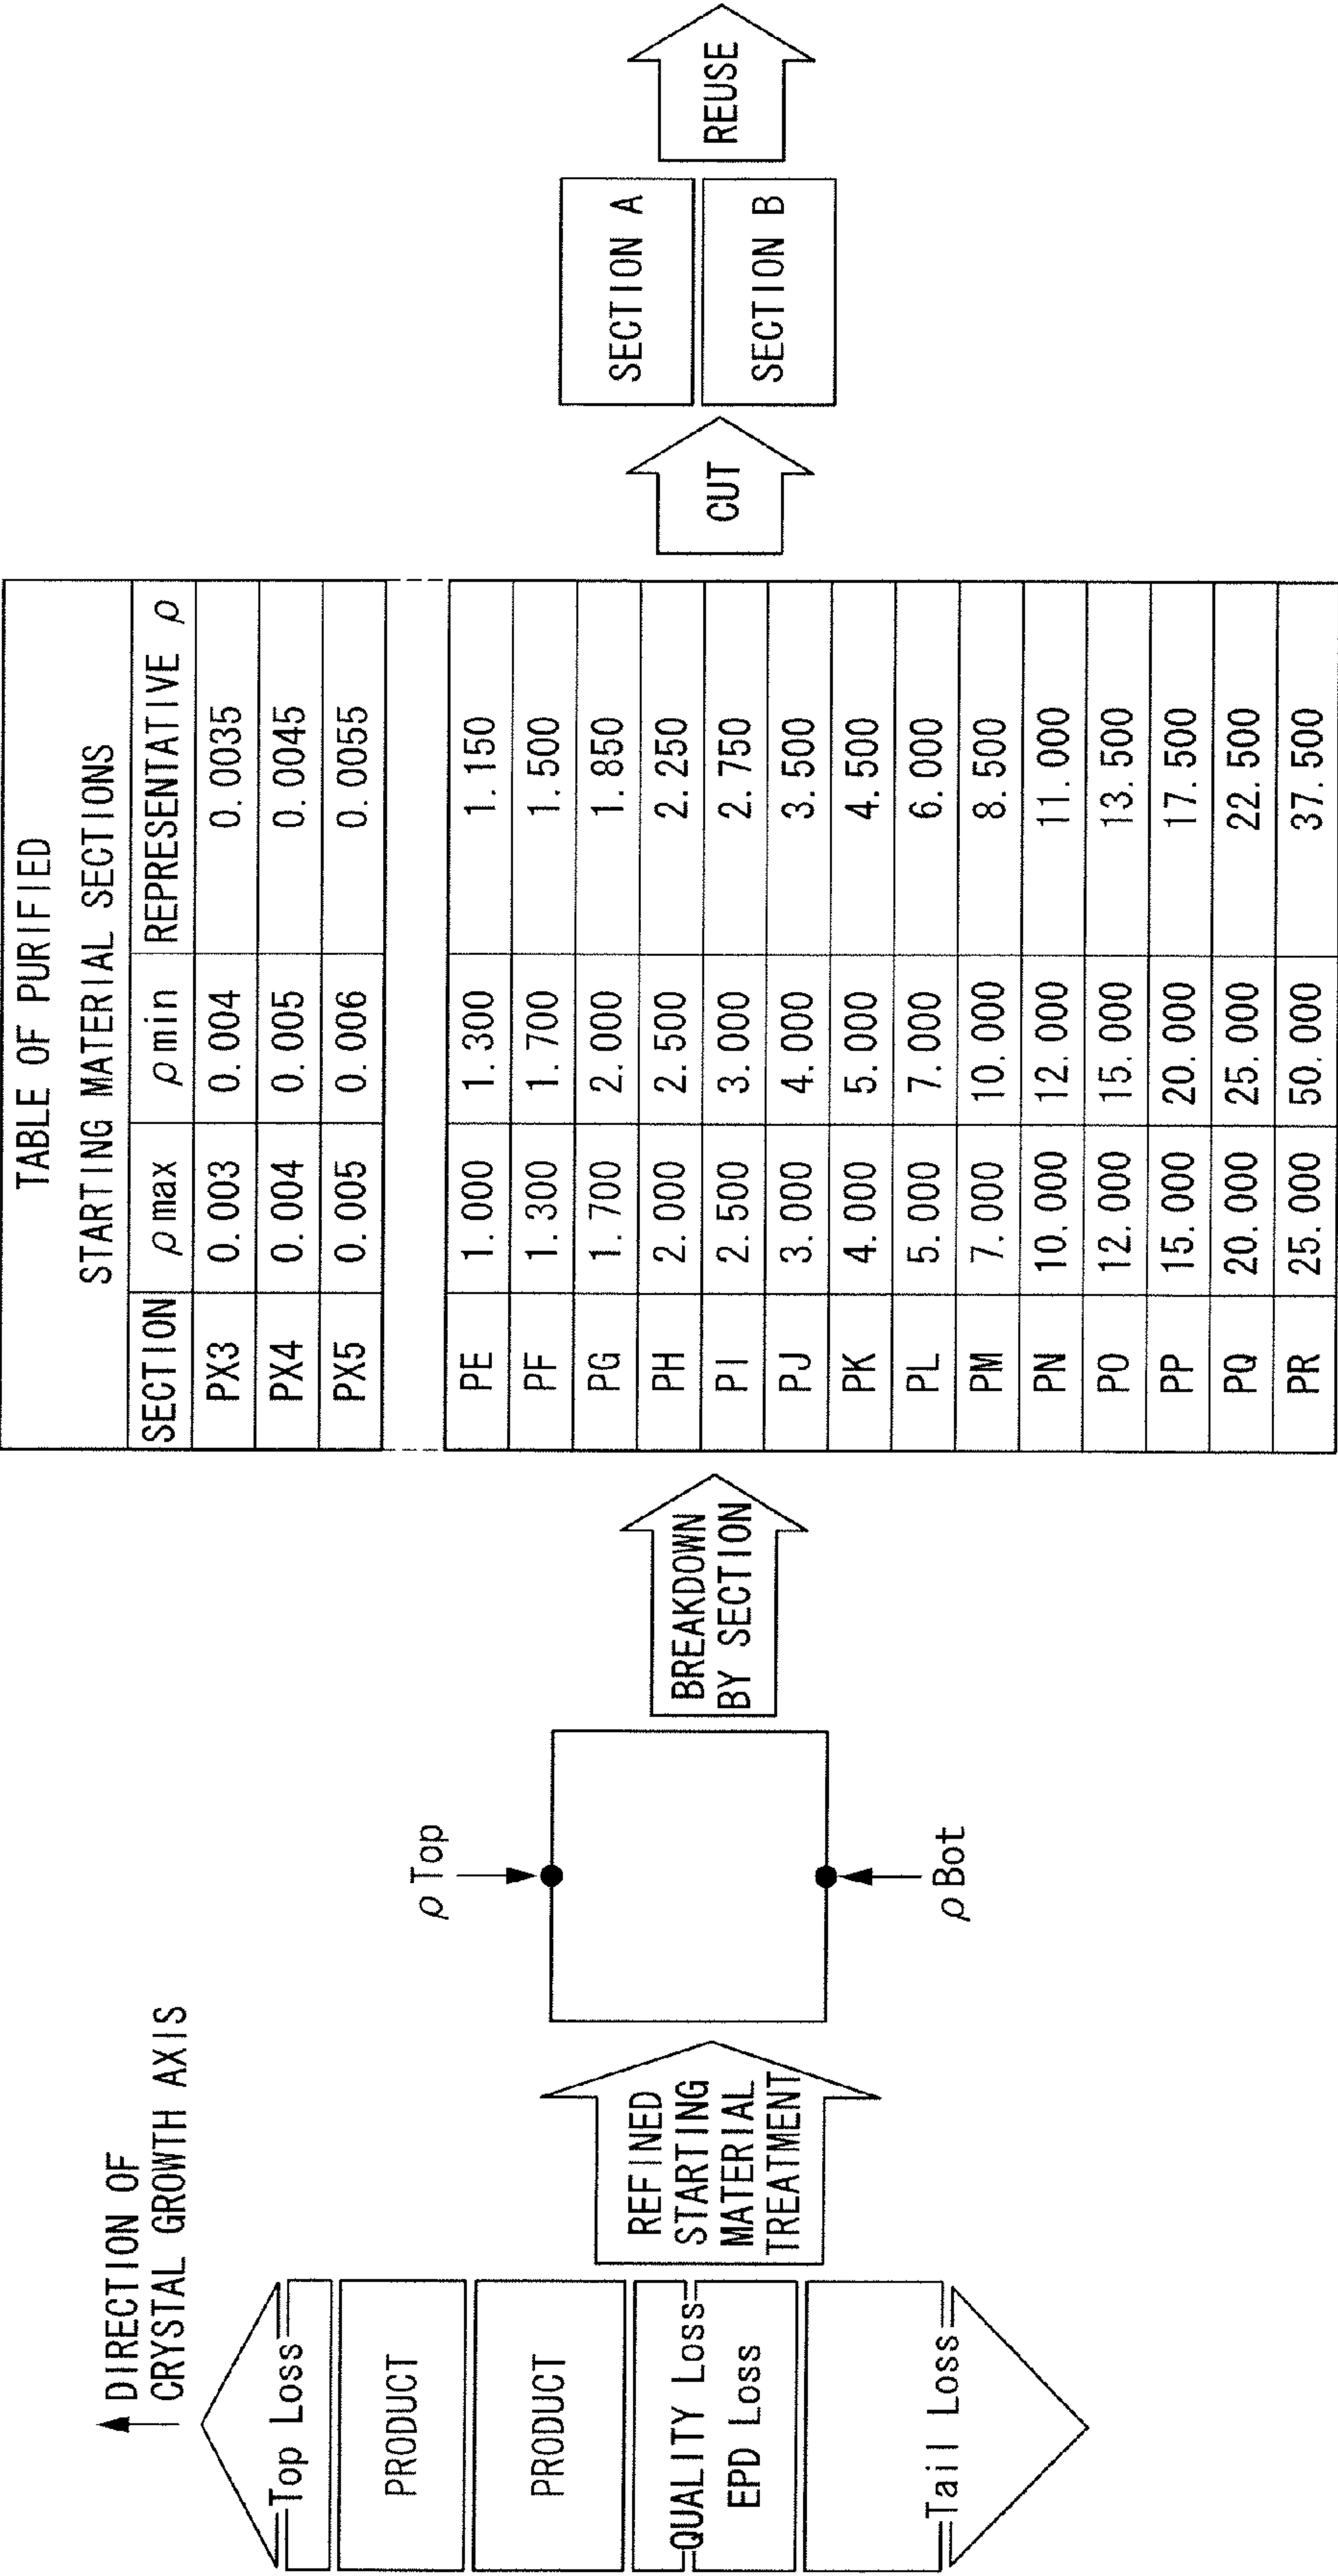 DIRECTION OF
CRYSTAL GROWTH AXIS
Top Loss
PRODUCT
PRODUCT
QUALITY Loss
EPD Loss
Tail Loss
REFINED
STARTING
MATERIAL
TREATMENT
ρTop
ρBot
BREAKDOWN
BY SECTION
TABLE OF PURIFIED
STARTING MATERIAL SECTIONS
SECTION ρmax ρmin REPRESENTATIVE ρ
PX3 0.003 0.004 0.0035
PX4 0.004 0.005 0.0045
PX5 0.005 0.006 0.0055
PE 1.000 1.300 1.150
PF 1.300 1.700 1.500
PG 1.700 2.000 1.850
PH 2.000 2.500 2.250
PI 2.500 3.000 2.750
PJ 3.000 4.000 3.500
PK 4.000 5.000 4.500
PL 5.000 7.000 6.000
PM 7.000 10.000 8.500
PN 10.000 12.000 11.000
PO 12.000 15.000 13.500
PP 15.000 20.000 17.500
PQ 20.000 25.000 22.500
PR 25.000 50.000 37.500
CUT
SECTION A
SECTION B
REUSE